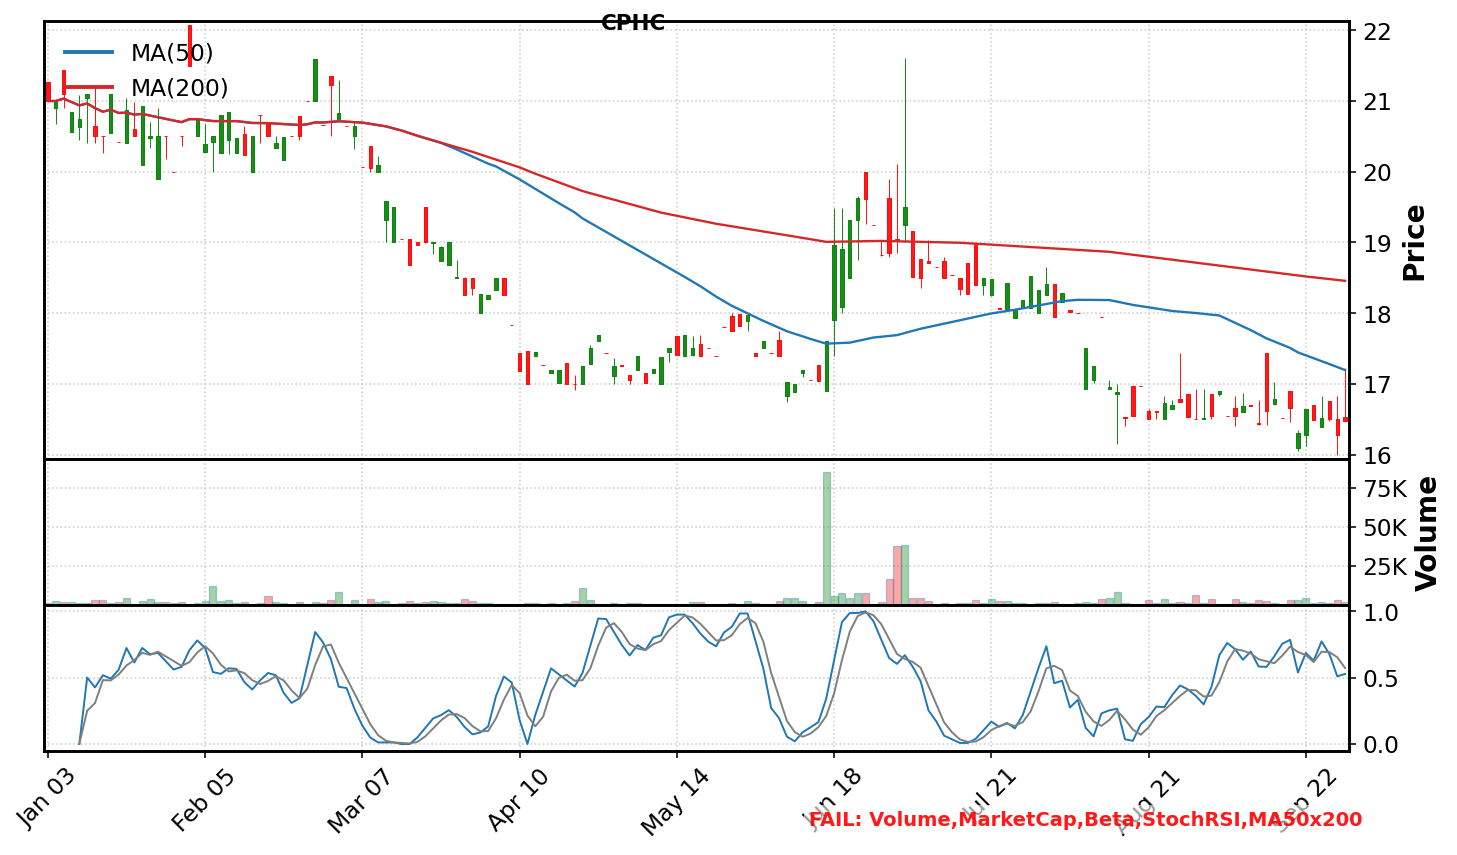 CPHC
MA(50)
MA(200)
22
21
20
19
18
17
16
Price
75K
50K
25K
Volume
1.0
0.5
0.0
Jan 03
Feb 05
Mar 07
Apr 10
May 14
Jun 18
Jul 21
Aug 21
Sep 22
FAIL: Volume,MarketCap,Beta,StochRSI,MA50x200